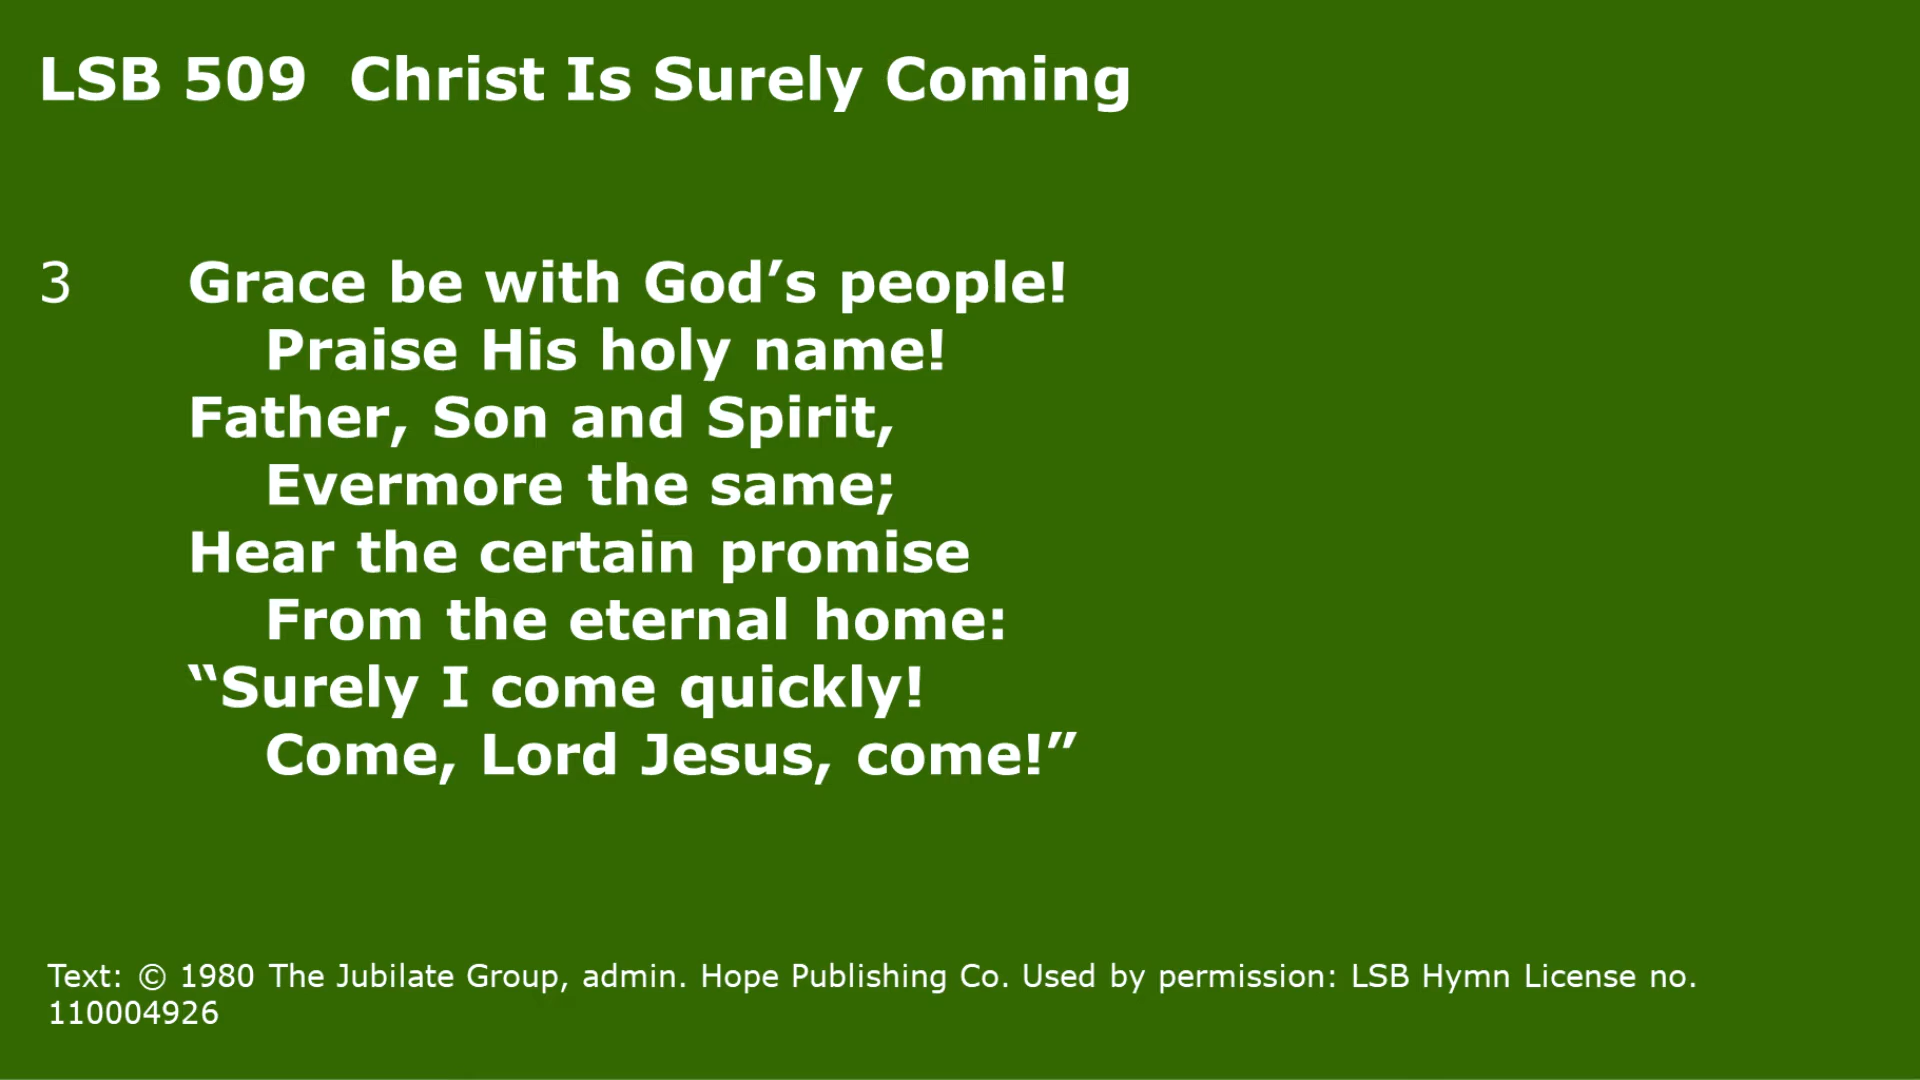 LSB 509  Christ Is Surely Coming
3 Grace be with God’s people!
Praise His holy name!
Father, Son and Spirit,
Evermore the same;
Hear the certain promise
From the eternal home:
“Surely I come quickly!
Come, Lord Jesus, come!”
Text: © 1980 The Jubilate Group, admin. Hope Publishing Co. Used by permission: LSB Hymn License no.
110004926